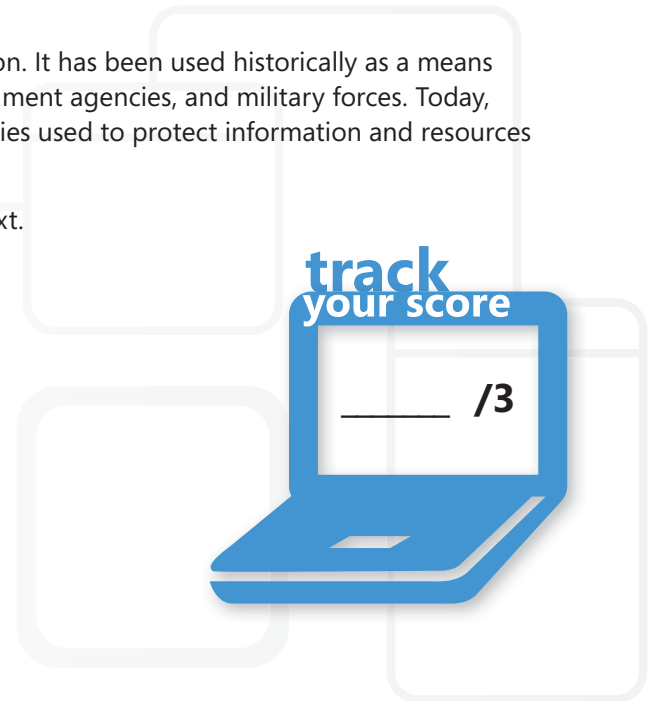 on. It has been used historically as a means
ment agencies, and military forces. Today,
ies used to protect information and resources
xt.
track
your score
_______ /3